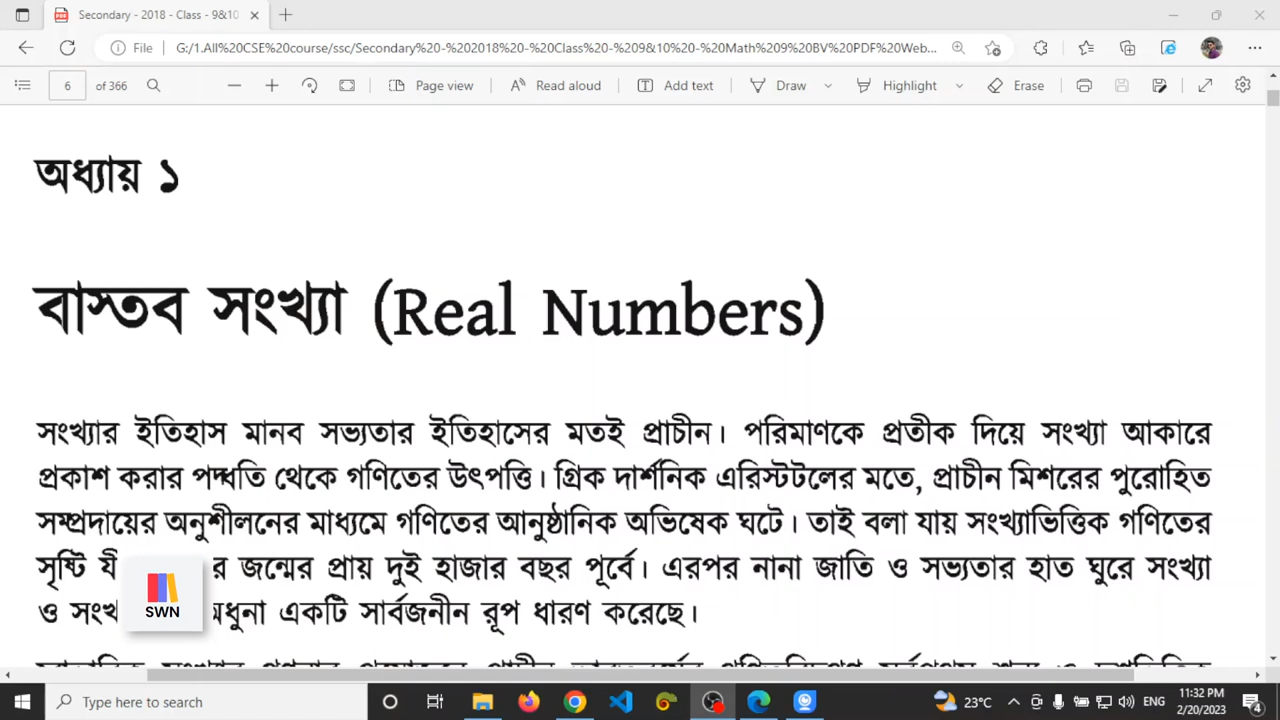 Secondary - 2018 - Class - 9&10
File G:/1.All%20CSE%20course/ssc/Secondary%20-%202018%20-%20Class%20-%209&10%20-%20Math%209%20BV%20PDF%20Web...
6 of 366 Page view Read aloud Add text Draw Highlight Erase
অধ্যায় ১
বাস্তব সংখ্যা (Real Numbers)
সংখ্যার ইতিহাস মানব সভ্যতার ইতিহাসের মতই প্রাচীন। পরিমাণকে প্রতীক দিয়ে সংখ্যা আকারে
প্রকাশ করার পদ্ধতি থেকে গণিতের উৎপত্তি। গ্রিক দার্শনিক এরিস্টটলের মতে, প্রাচীন মিশরের পুরোহিত
সম্প্রদায়ের অনুশীলনের মাধ্যমে গণিতের আনুষ্ঠানিক অভিষেক ঘটে। তাই বলা যায় সংখ্যাভিত্তিক গণিতের
সৃষ্টি জন্মের প্রায় দুই হাজার বছর পূর্বে। এরপর নানা জাতি ও সভ্যতার হাত ঘুরে সংখ্যা
ও একটি সার্বজনীন রূপ ধারণ করেছে।
SWN
Type here to search 23°C ENG 11:32 PM
2/20/2023 4